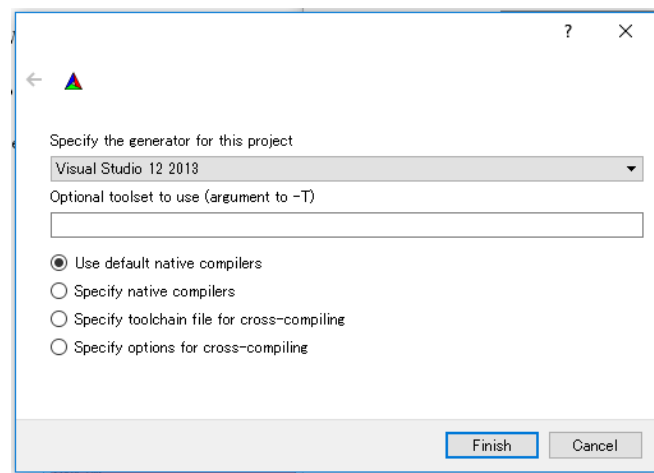 ?
Specify the generator for this project
Visual Studio 12 2013
Optional toolset to use (argument to -T)
Use default native compilers
Specify native compilers
Specify toolchain file for cross-compiling
Specify options for cross-compiling
Finish Cancel